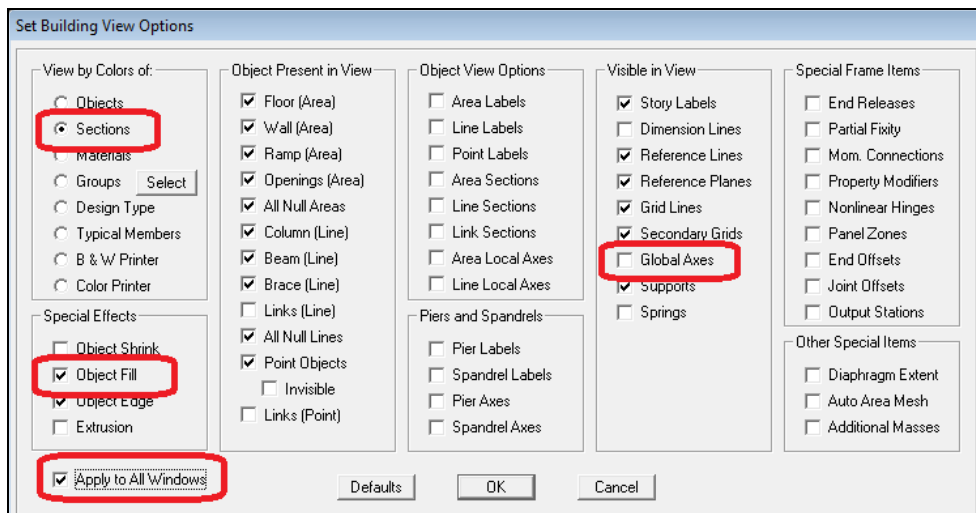 Set Building View Options
View by Colors of:
Objects
Sections
Materials
Groups
Select
Design Type
Typical Members
B & W Printer
Color Printer
Special Effects
Object Shrink
Object Fill
Object Edge
Extrusion
Apply to All Windows
Object Present in View
Floor (Area)
Wall (Area)
Ramp (Area)
Openings (Area)
All Null Areas
Column (Line)
Beam (Line)
Brace (Line)
Links (Line)
All Null Lines
Point Objects
Invisible
Links (Point)
Object View Options
Area Labels
Line Labels
Point Labels
Area Sections
Line Sections
Link Sections
Area Local Axes
Line Local Axes
Piers and Spandrels
Pier Labels
Spandrel Labels
Pier Axes
Spandrel Axes
Visible in View
Story Labels
Dimension Lines
Reference Lines
Reference Planes
Grid Lines
Secondary Grids
Global Axes
Supports
Springs
Special Frame Items
End Releases
Partial Fixity
Mom. Connections
Property Modifiers
Nonlinear Hinges
Panel Zones
End Offsets
Joint Offsets
Output Stations
Other Special Items
Diaphragm Extent
Auto Area Mesh
Additional Masses
Defaults
OK
Cancel